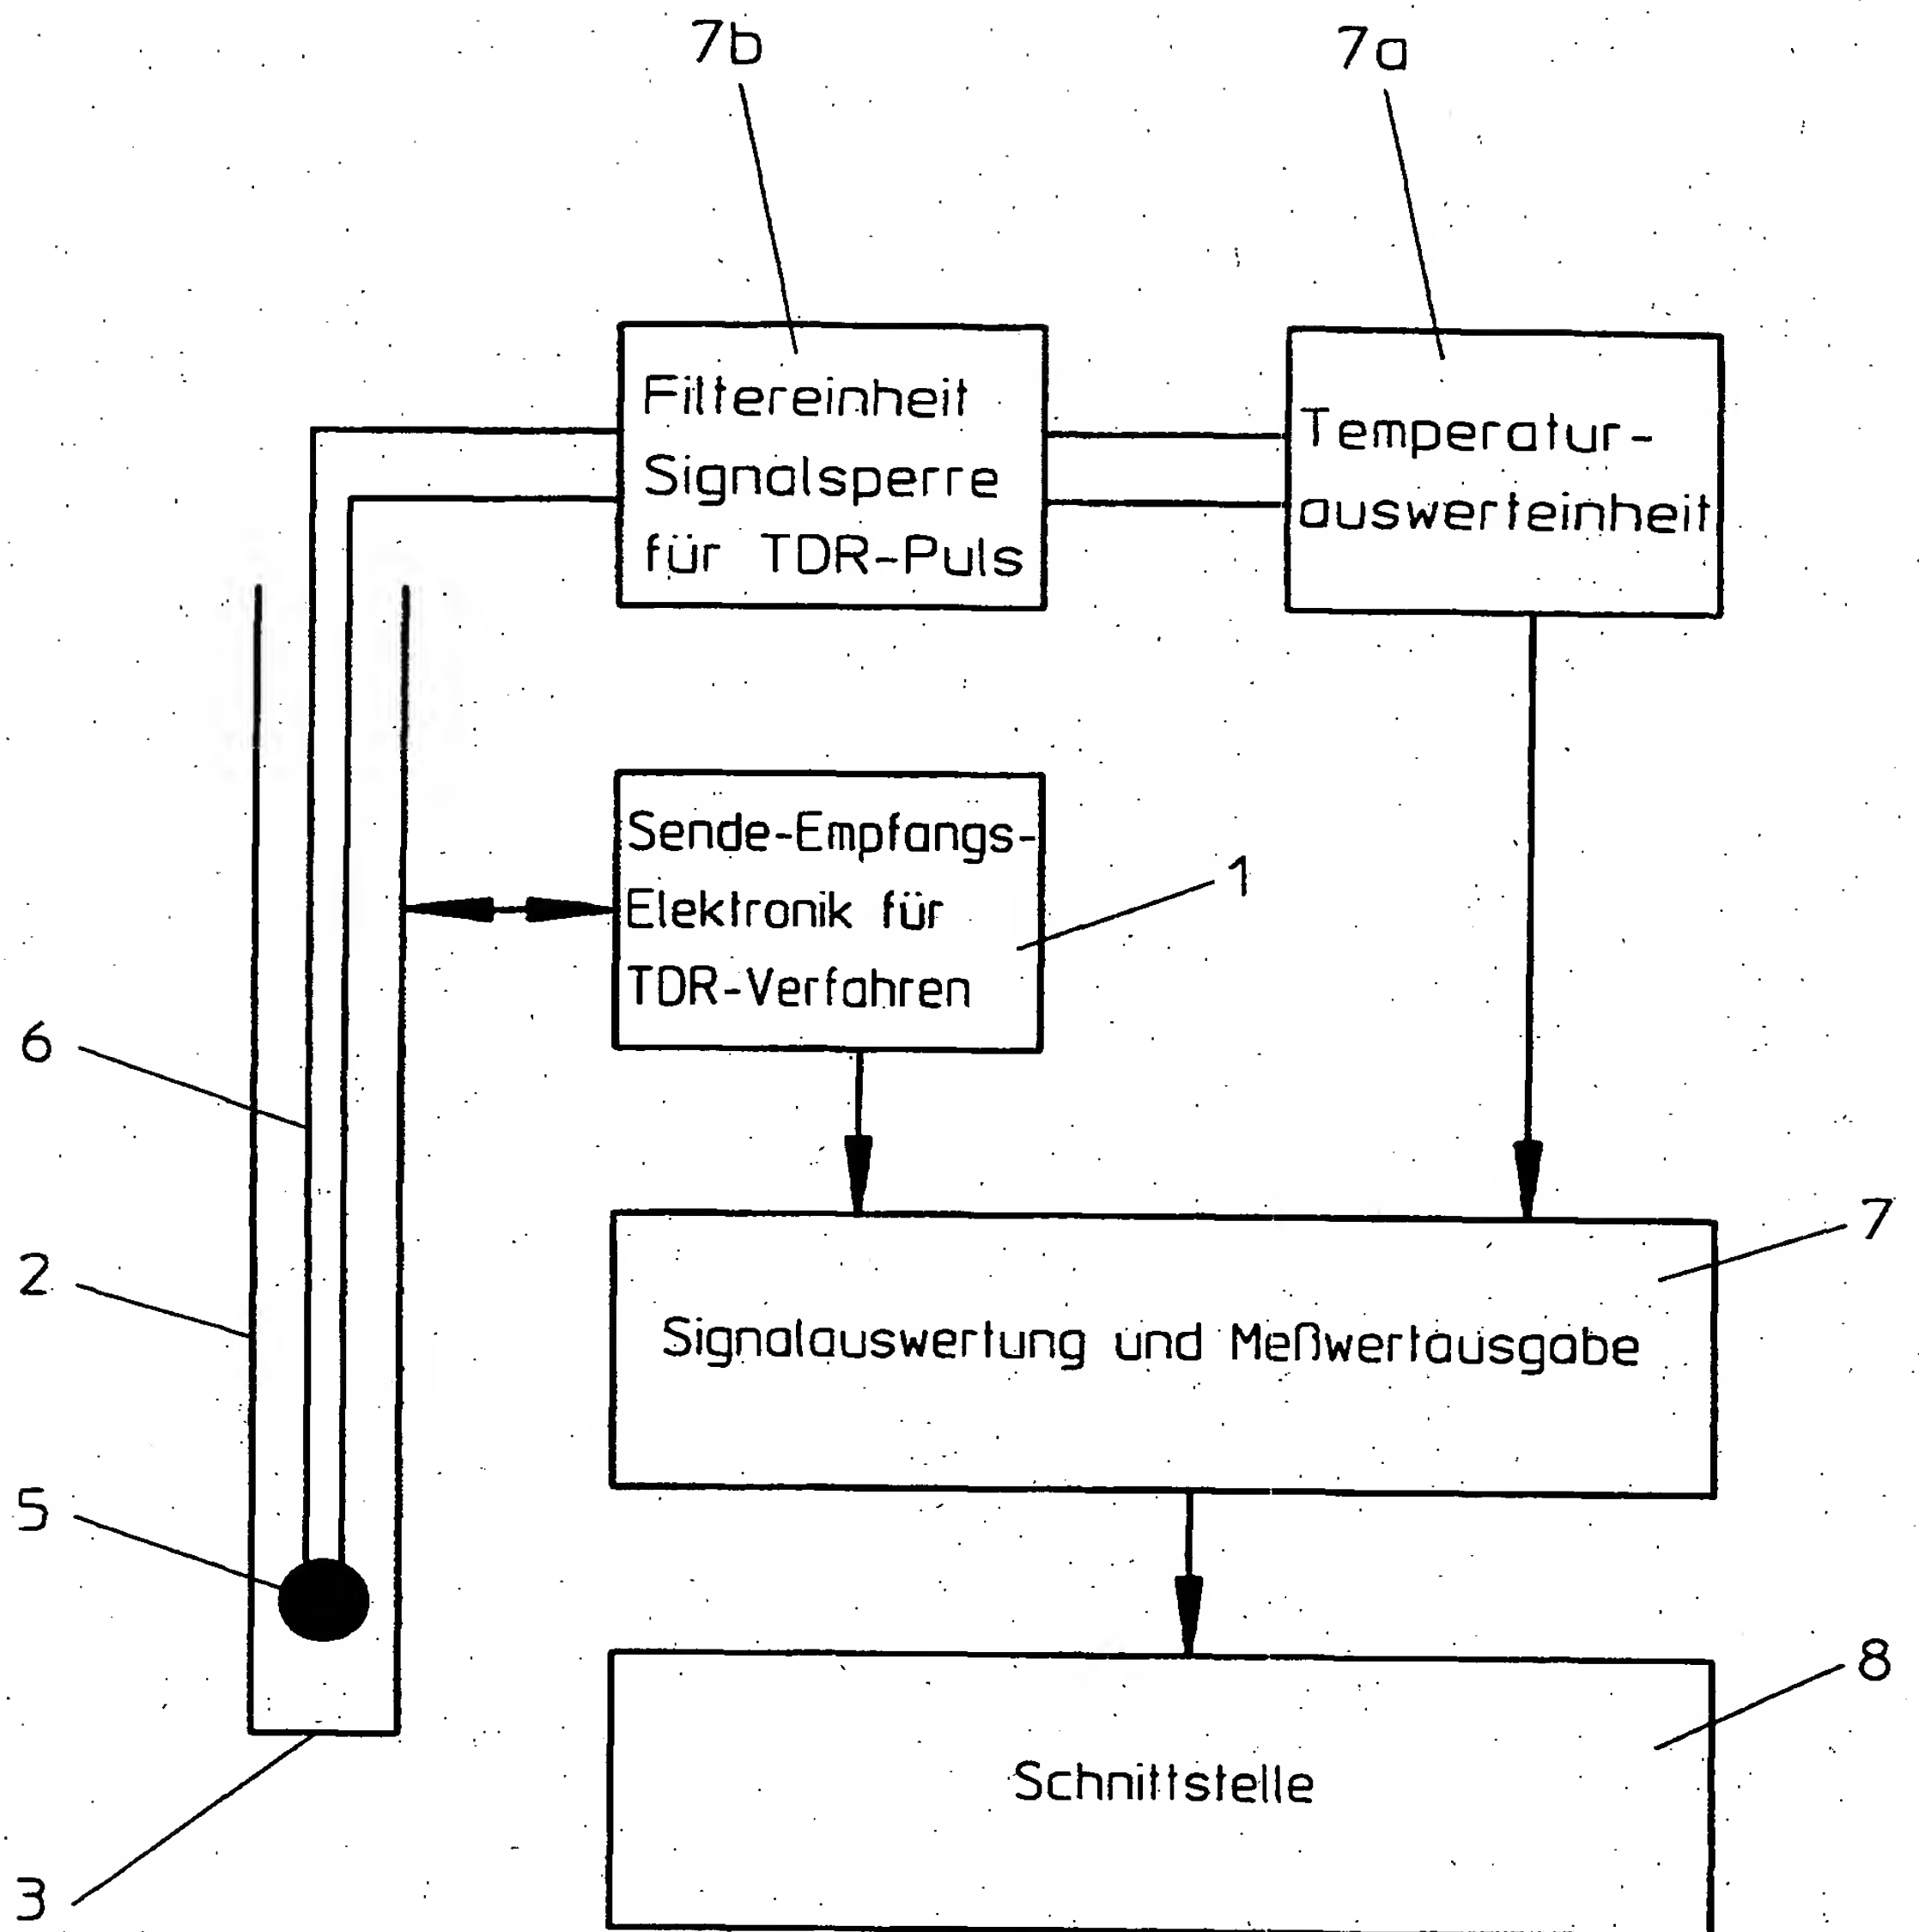 7b
7a
Filtereinheit
Signalsperre
für TDR-Puls
Temperatur-
auswerteinheit
Sende-Empfangs-
Elektronik für
TDR-Verfahren
1
6
7
2
Signalauswertung und Meßwertausgabe
5
8
Schnittstelle
3